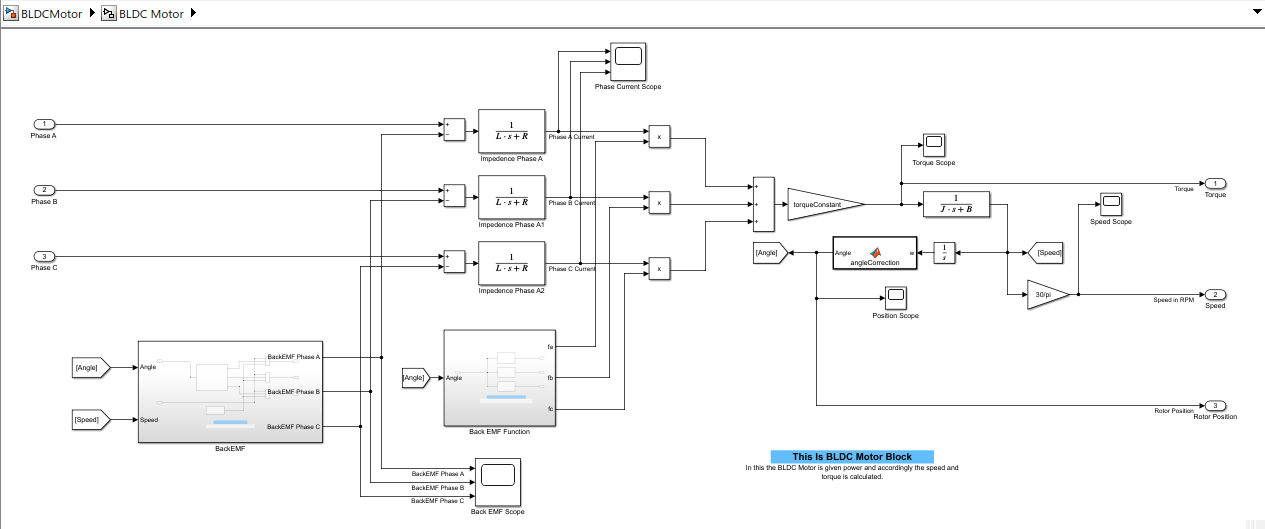 BLDCMotor BLDC Motor
Phase Current Scope
1
Phase A
+
−
1
L · s + R
Impedence Phase A
Phase A Current
x
2
Phase B
+
−
1
L · s + R
Impedence Phase A1
Phase B Current
x
3
Phase C
+
−
1
L · s + R
Impedence Phase A2
Phase C Current
x
+
+
+
torqueConstant
Torque Scope
Torque
1
Torque
1
J · s + B
Speed Scope
[Angle]
Angle
w
angleCorrection
1
s
[Speed]
Position Scope
30/pi
Speed in RPM
2
Speed
[Angle]
Angle
[Speed]
Speed
BackEMF Phase A
BackEMF Phase B
BackEMF Phase C
BackEMF
[Angle]
Angle
fa
fb
fc
Back EMF Function
Rotor Position
3
Rotor Position
BackEMF Phase A
BackEMF Phase B
BackEMF Phase C
Back EMF Scope
This Is BLDC Motor Block
In this the BLDC Motor is given power and accordingly the speed and
torque is calculated.